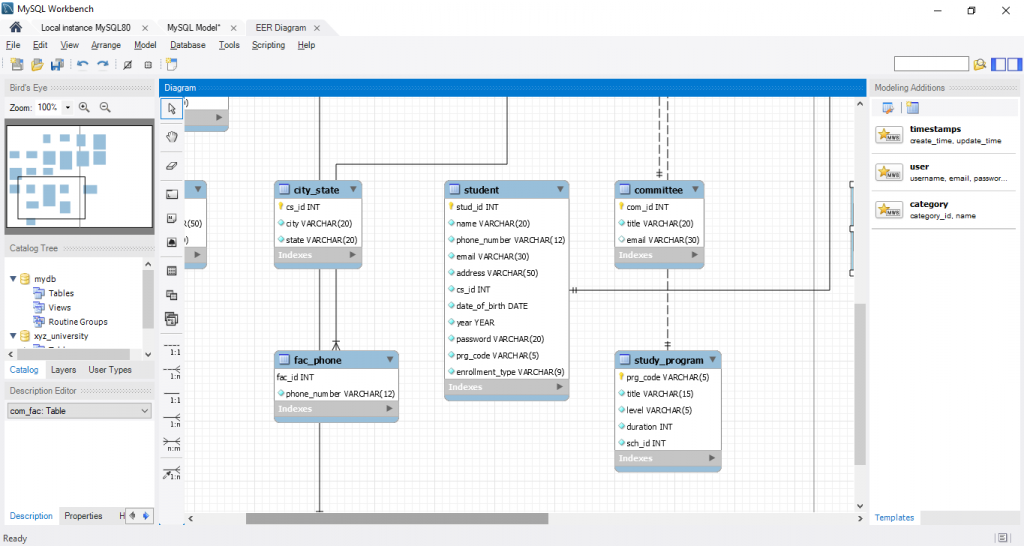 MySQL Workbench
Local instance MySQL80
MySQL Model*
EER Diagram
File Edit View Arrange Model Database Tools Scripting Help
Bird's Eye
Zoom: 100%
Catalog Tree
mydb
Tables
Views
Routine Groups
xyz_university
Catalog Layers User Types
Description Editor
com_fac: Table
Description Properties H
Ready
Diagram
1:1
1:n
1:1
1:n
n:m
1:n
)
R(50)
)
city_state
cs_id INT
city VARCHAR(20)
state VARCHAR(20)
Indexes
fac_phone
fac_id INT
phone_number VARCHAR(12)
Indexes
student
stud_id INT
name VARCHAR(20)
phone_number VARCHAR(12)
email VARCHAR(30)
address VARCHAR(50)
cs_id INT
date_of_birth DATE
year YEAR
password VARCHAR(20)
prg_code VARCHAR(5)
enrollment_type VARCHAR(9)
Indexes
committee
com_id INT
title VARCHAR(20)
email VARCHAR(30)
Indexes
study_program
prg_code VARCHAR(5)
title VARCHAR(15)
level VARCHAR(5)
duration INT
sch_id INT
Indexes
Modeling Additions
timestamps
create_time, update_time
user
username, email, passwor...
category
category_id, name
Templates